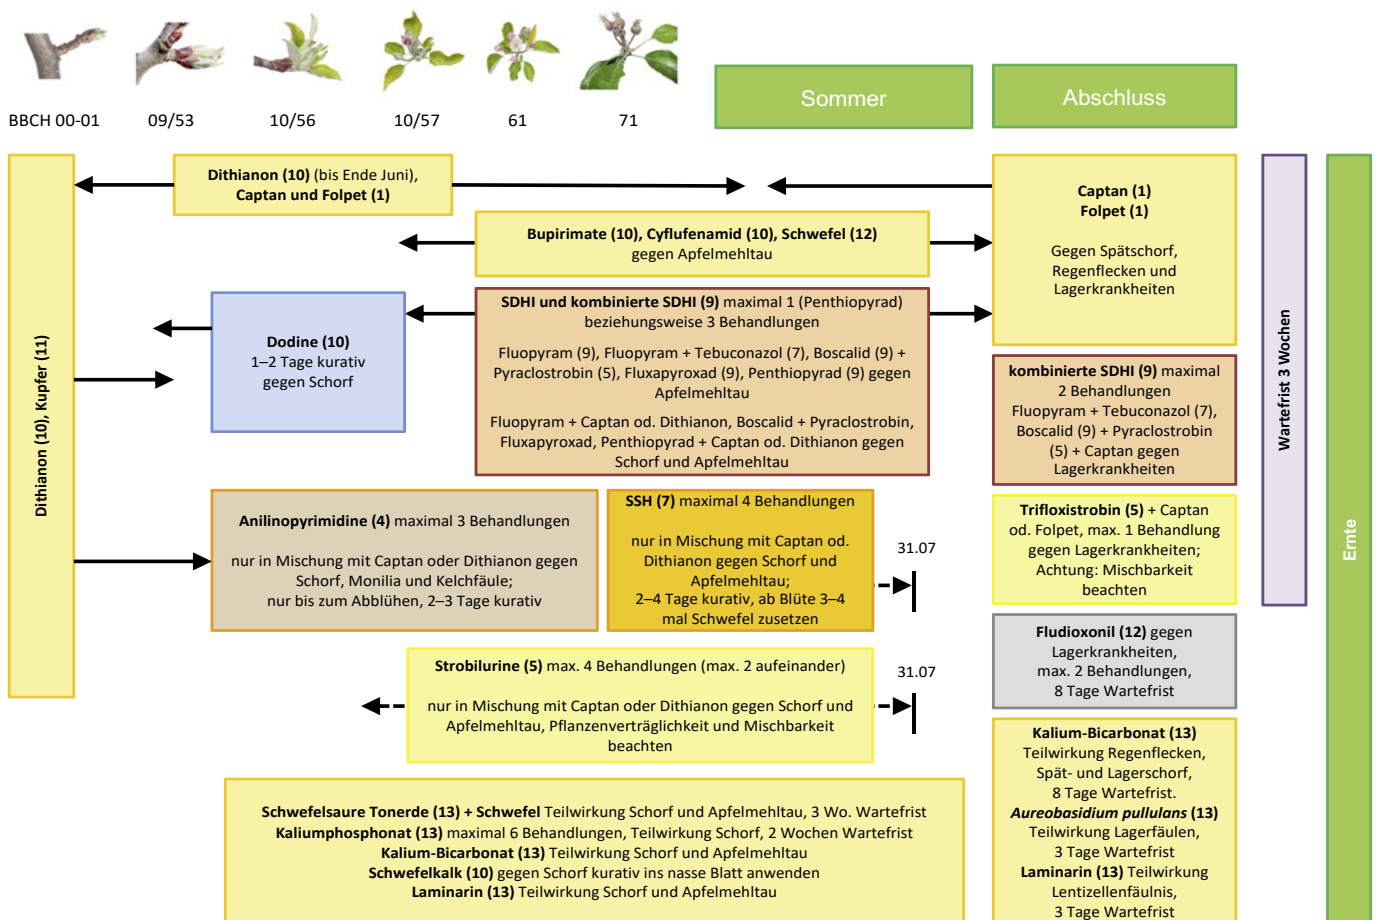 BBCH 00-01
09/53
10/56
10/57
61
71
Sommer
Abschluss
Dithianon (10), Kupfer (11)
Dithianon (10) (bis Ende Juni),
Captan und Folpet (1)
Bupirimate (10), Cyflufenamid (10), Schwefel (12)
gegen Apfelmehltau
Dodine (10)
1–2 Tage kurativ
gegen Schorf
SDHI und kombinierte SDHI (9) maximal 1 (Penthiopyrad)
beziehungsweise 3 Behandlungen
Fluopyram (9), Fluopyram + Tebuconazol (7), Boscalid (9) +
Pyraclostrobin (5), Fluxapyroxad (9), Penthiopyrad (9) gegen
Apfelmehltau
Fluopyram + Captan od. Dithianon, Boscalid + Pyraclostrobin,
Fluxapyroxad, Penthiopyrad + Captan od. Dithianon gegen
Schorf und Apfelmehltau
Anilinopyrimidine (4) maximal 3 Behandlungen
nur in Mischung mit Captan oder Dithianon gegen
Schorf, Monilia und Kelchfäule;
nur bis zum Abblühen, 2–3 Tage kurativ
SSH (7) maximal 4 Behandlungen
nur in Mischung mit Captan od.
Dithianon gegen Schorf und
Apfelmehltau;
2–4 Tage kurativ, ab Blüte 3–4
mal Schwefel zusetzen
31.07
Strobilurine (5) max. 4 Behandlungen (max. 2 aufeinander)
nur in Mischung mit Captan oder Dithianon gegen Schorf und
Apfelmehltau, Pflanzenverträglichkeit und Mischbarkeit
beachten
31.07
Schwefelsaure Tonerde (13) + Schwefel Teilwirkung Schorf und Apfelmehltau, 3 Wo. Wartefrist
Kaliumphosphonat (13) maximal 6 Behandlungen, Teilwirkung Schorf, 2 Wochen Wartefrist
Kalium-Bicarbonat (13) Teilwirkung Schorf und Apfelmehltau
Schwefelkalk (10) gegen Schorf kurativ ins nasse Blatt anwenden
Laminarin (13) Teilwirkung Schorf und Apfelmehltau
Captan (1)
Folpet (1)
Gegen Spätschorf,
Regenflecken und
Lagerkrankheiten
kombinierte SDHI (9) maximal
2 Behandlungen
Fluopyram + Tebuconazol (7),
Boscalid (9) + Pyraclostrobin
(5) + Captan gegen
Lagerkrankheiten
Trifloxistrobin (5) + Captan
od. Folpet, max. 1 Behandlung
gegen Lagerkrankheiten;
Achtung: Mischbarkeit
beachten
Fludioxonil (12) gegen
Lagerkrankheiten,
max. 2 Behandlungen,
8 Tage Wartefrist
Kalium-Bicarbonat (13)
Teilwirkung Regenflecken,
Spät- und Lagerschorf,
8 Tage Wartefrist.
Aureobasidium pullulans (13)
Teilwirkung Lagerfäulen,
3 Tage Wartefrist
Laminarin (13) Teilwirkung
Lentizellenfäulnis,
3 Tage Wartefrist
Wartefrist 3 Wochen
Ernte